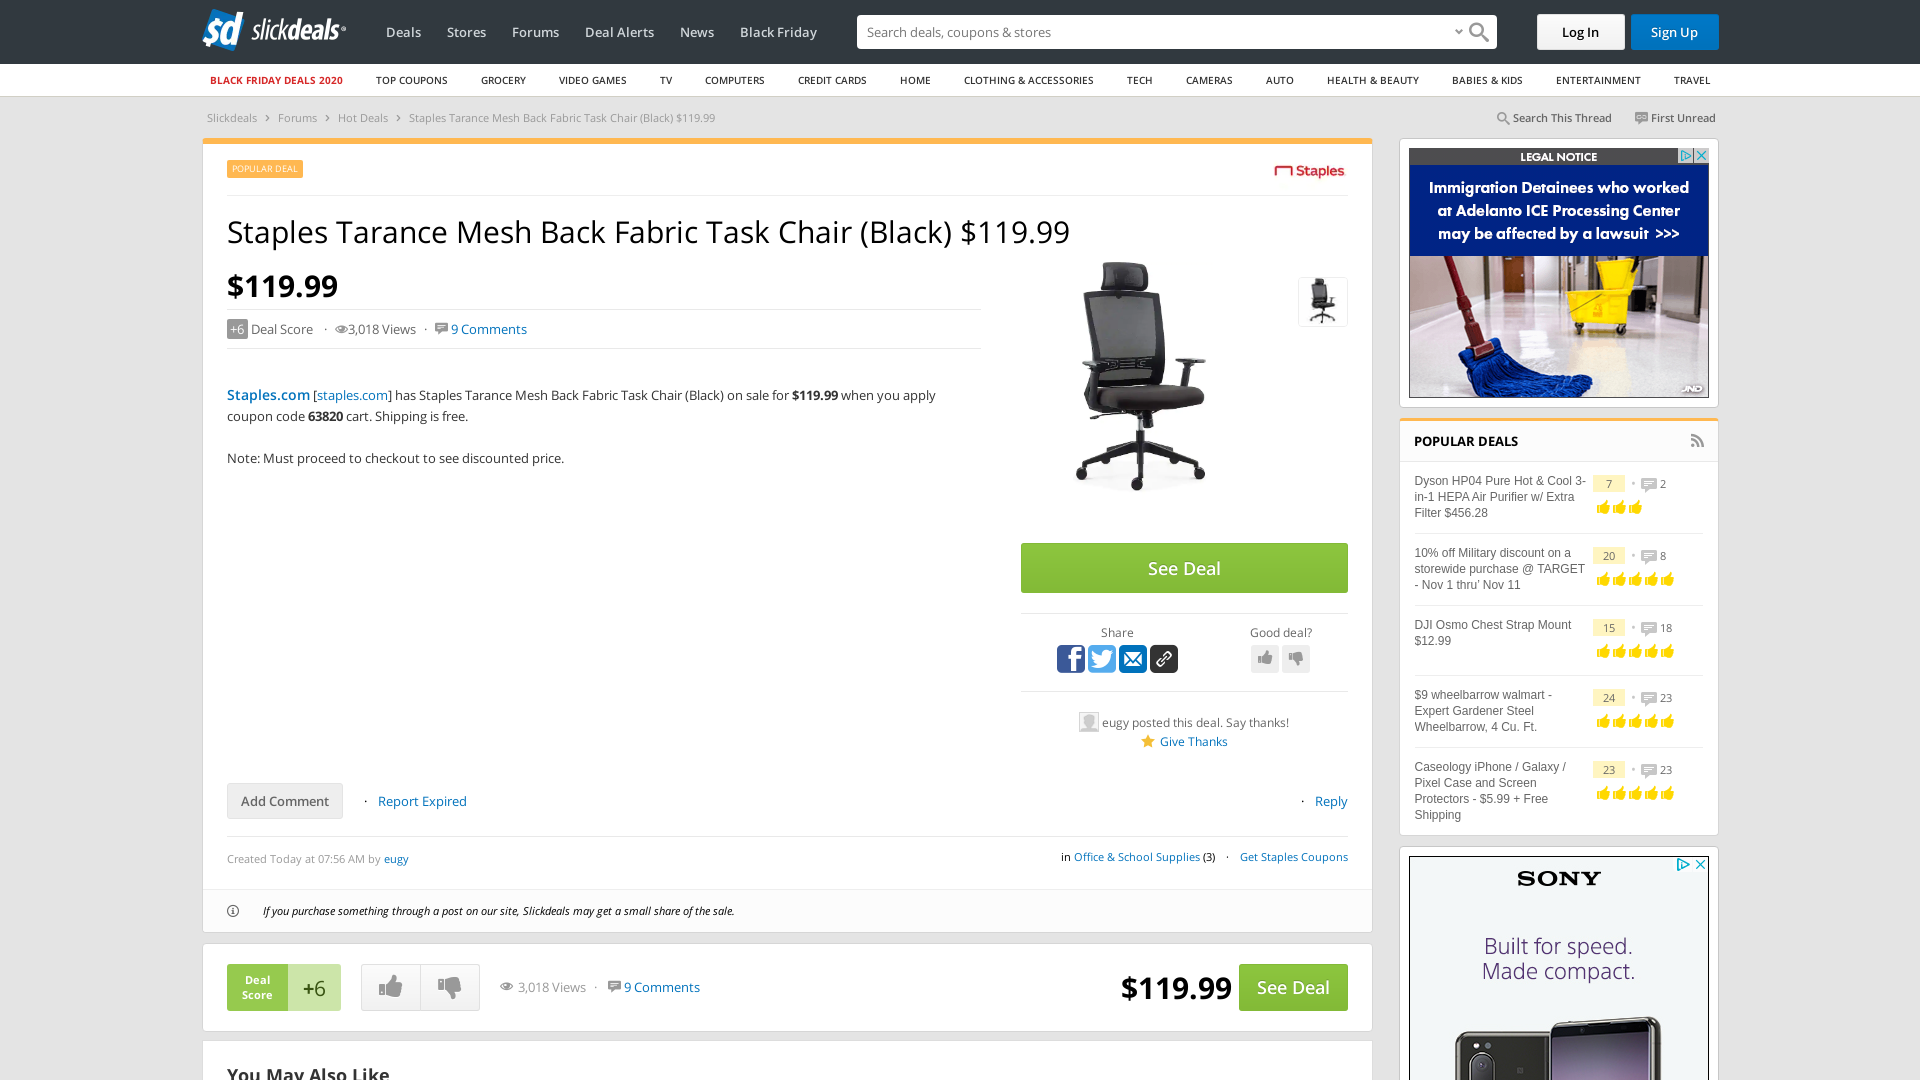 slickdeals
Deals
Stores
Forums
Deal Alerts
News
Black Friday
Search deals, coupons & stores
Log In
Sign Up
BLACK FRIDAY DEALS 2020
TOP COUPONS
GROCERY
VIDEO GAMES
TV
COMPUTERS
CREDIT CARDS
HOME
CLOTHING & ACCESSORIES
TECH
CAMERAS
AUTO
HEALTH & BEAUTY
BABIES & KIDS
ENTERTAINMENT
TRAVEL
Slickdeals > Forums > Hot Deals > Staples Tarance Mesh Back Fabric Task Chair (Black) $119.99
Search This Thread
First Unread
POPULAR DEAL
Staples
Staples Tarance Mesh Back Fabric Task Chair (Black) $119.99
$119.99
+6 Deal Score · 3,018 Views · 9 Comments
Staples.com [staples.com] has Staples Tarance Mesh Back Fabric Task Chair (Black) on sale for $119.99 when you apply
coupon code 63820 cart. Shipping is free.
Note: Must proceed to checkout to see discounted price.
See Deal
Share
Good deal?
eugy posted this deal. Say thanks!
Give Thanks
Add Comment
· Report Expired
· Reply
Created Today at 07:56 AM by eugy
in Office & School Supplies (3) · Get Staples Coupons
If you purchase something through a post on our site, Slickdeals may get a small share of the sale.
Deal
Score
+6
3,018 Views · 9 Comments
$119.99
See Deal
You May Also Like
LEGAL NOTICE
Immigration Detainees who worked
at Adelanto ICE Processing Center
may be affected by a lawsuit >>>
JND
POPULAR DEALS
Dyson HP04 Pure Hot & Cool 3-
in-1 HEPA Air Purifier w/ Extra
Filter $456.28
7 • 2
10% off Military discount on a
storewide purchase @ TARGET
- Nov 1 thru' Nov 11
20 • 8
DJI Osmo Chest Strap Mount
$12.99
15 • 18
$9 wheelbarrow walmart -
Expert Gardener Steel
Wheelbarrow, 4 Cu. Ft.
24 • 23
Caseology iPhone / Galaxy /
Pixel Case and Screen
Protectors - $5.99 + Free
Shipping
23 • 23
SONY
Built for speed.
Made compact.